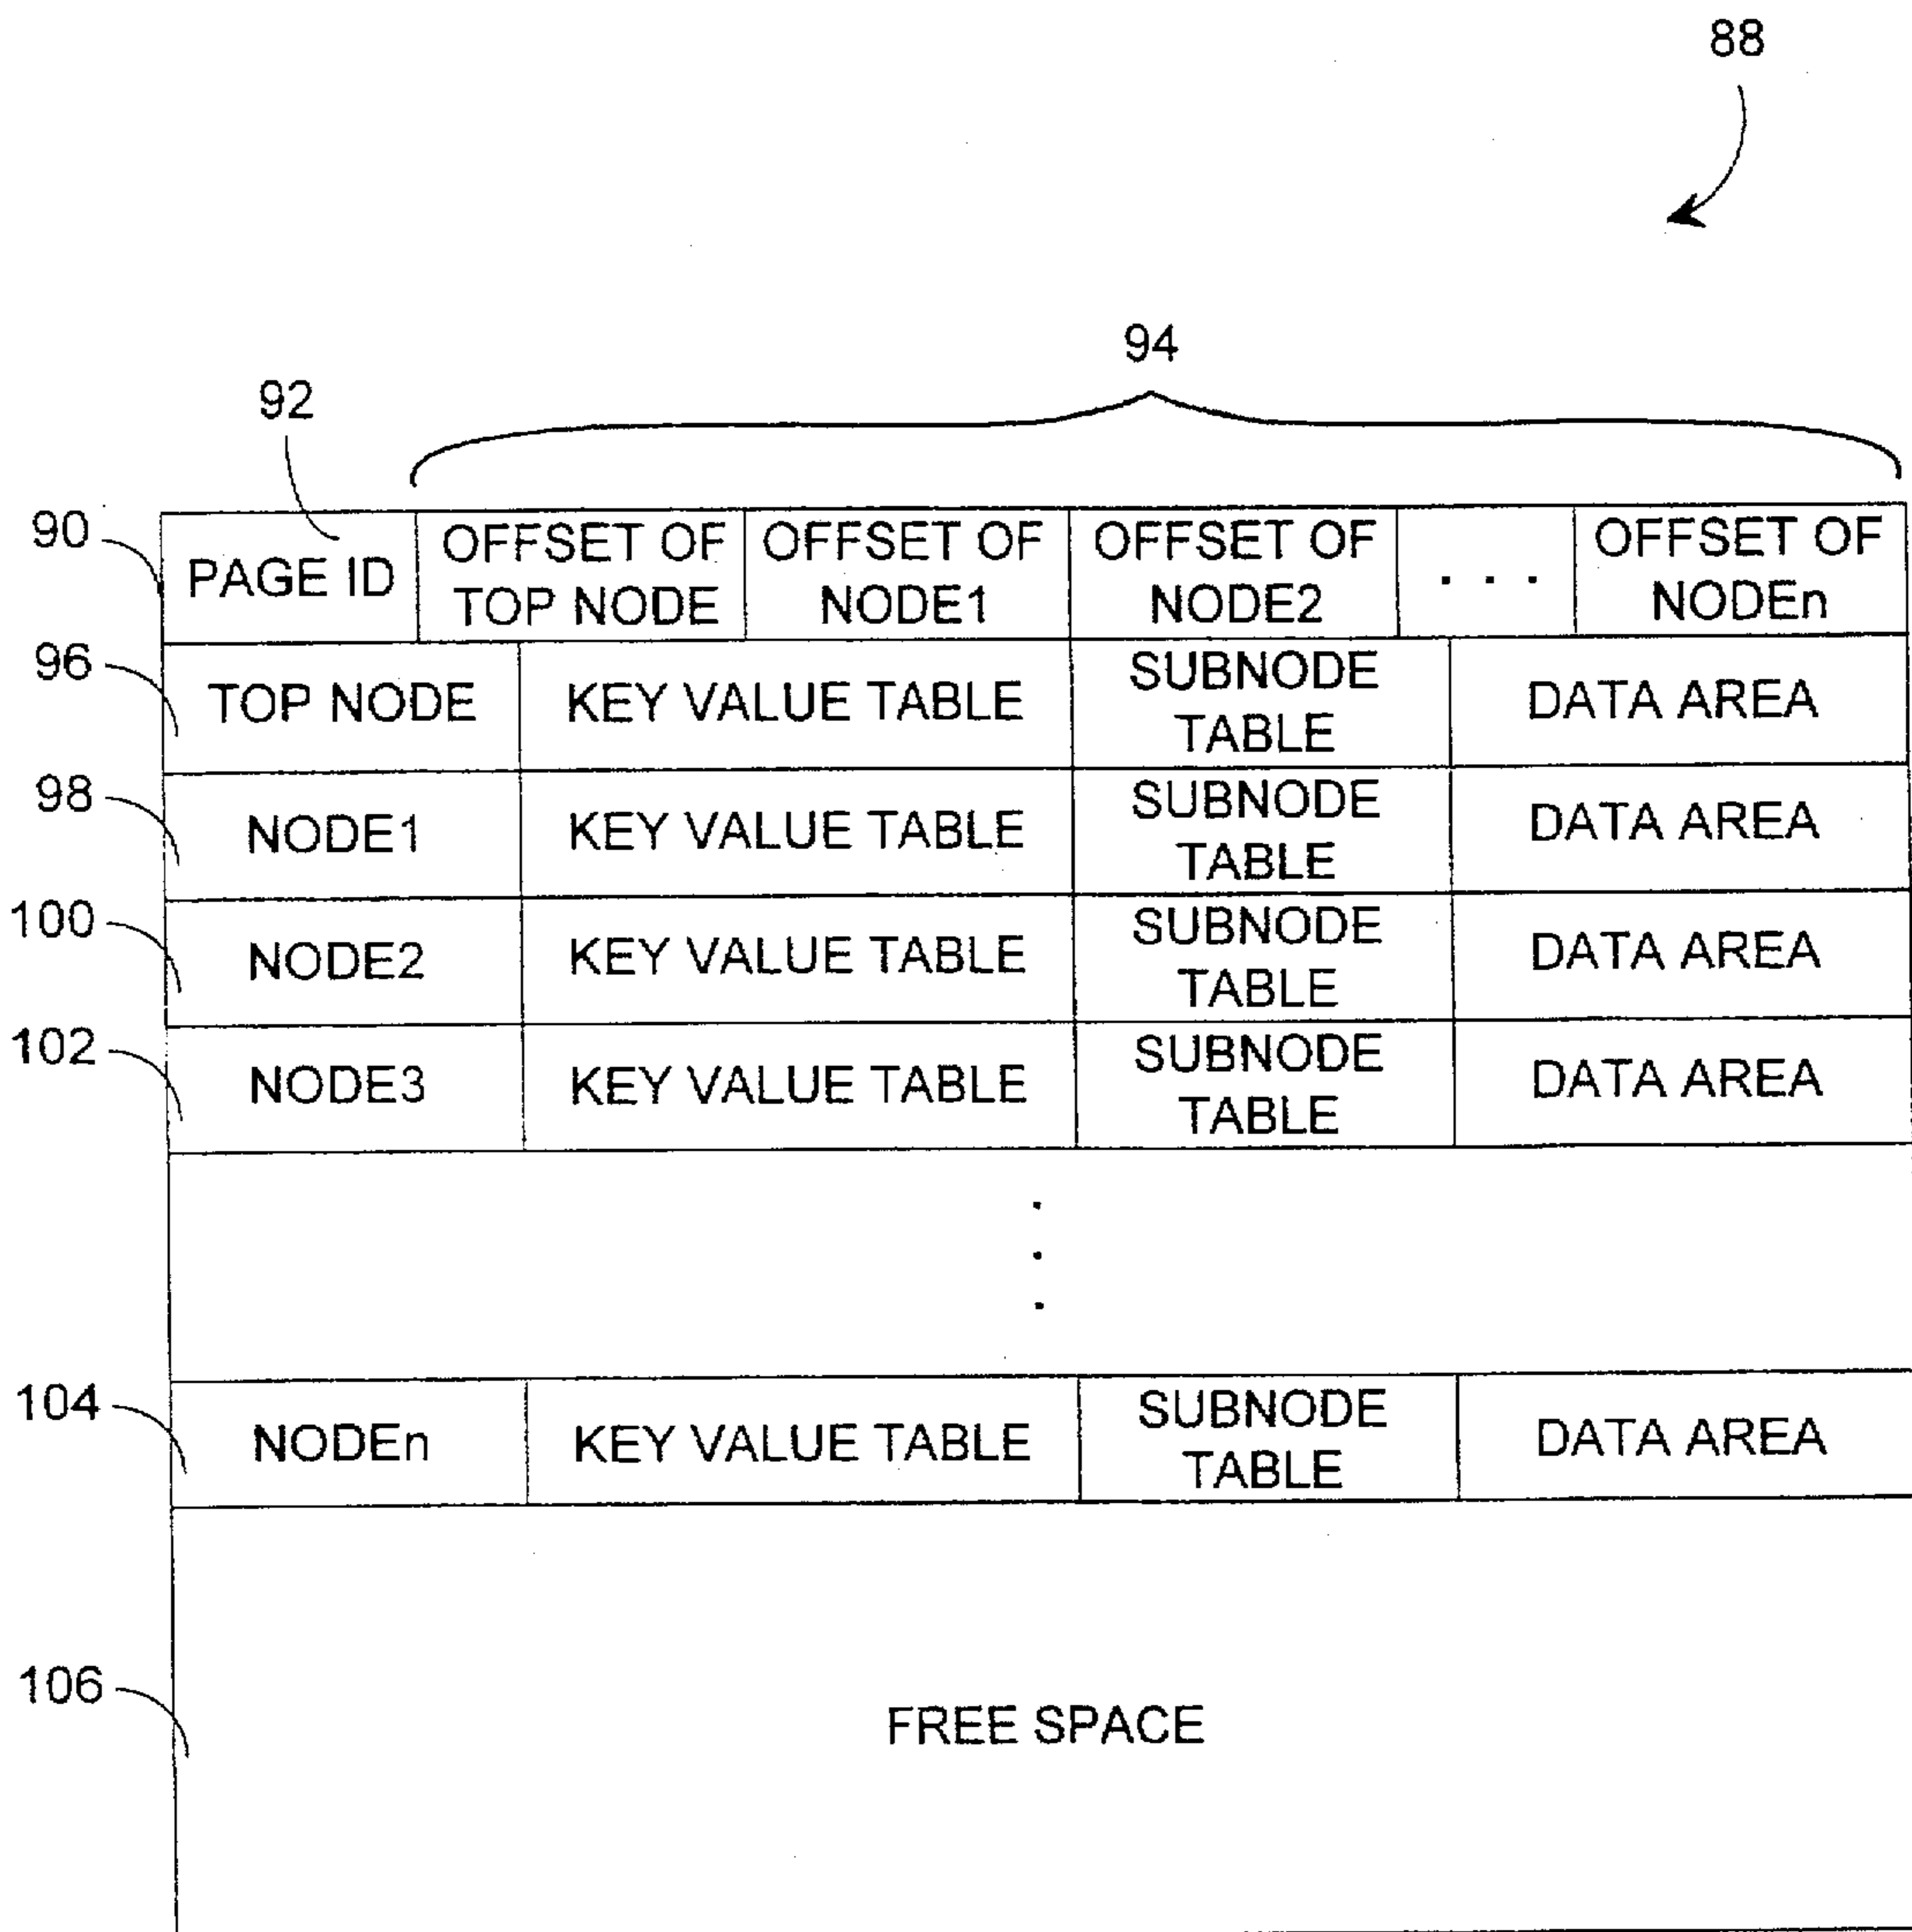 88
94
92
90
PAGE ID
OFFSET OF
TOP NODE
OFFSET OF
NODE1
OFFSET OF
NODE2
. . .
OFFSET OF
NODEn
96
TOP NODE
KEY VALUE TABLE
SUBNODE
TABLE
DATA AREA
98
NODE1
KEY VALUE TABLE
SUBNODE
TABLE
DATA AREA
100
NODE2
KEY VALUE TABLE
SUBNODE
TABLE
DATA AREA
102
NODE3
KEY VALUE TABLE
SUBNODE
TABLE
DATA AREA
.
.
.
104
NODEn
KEY VALUE TABLE
SUBNODE
TABLE
DATA AREA
106
FREE SPACE